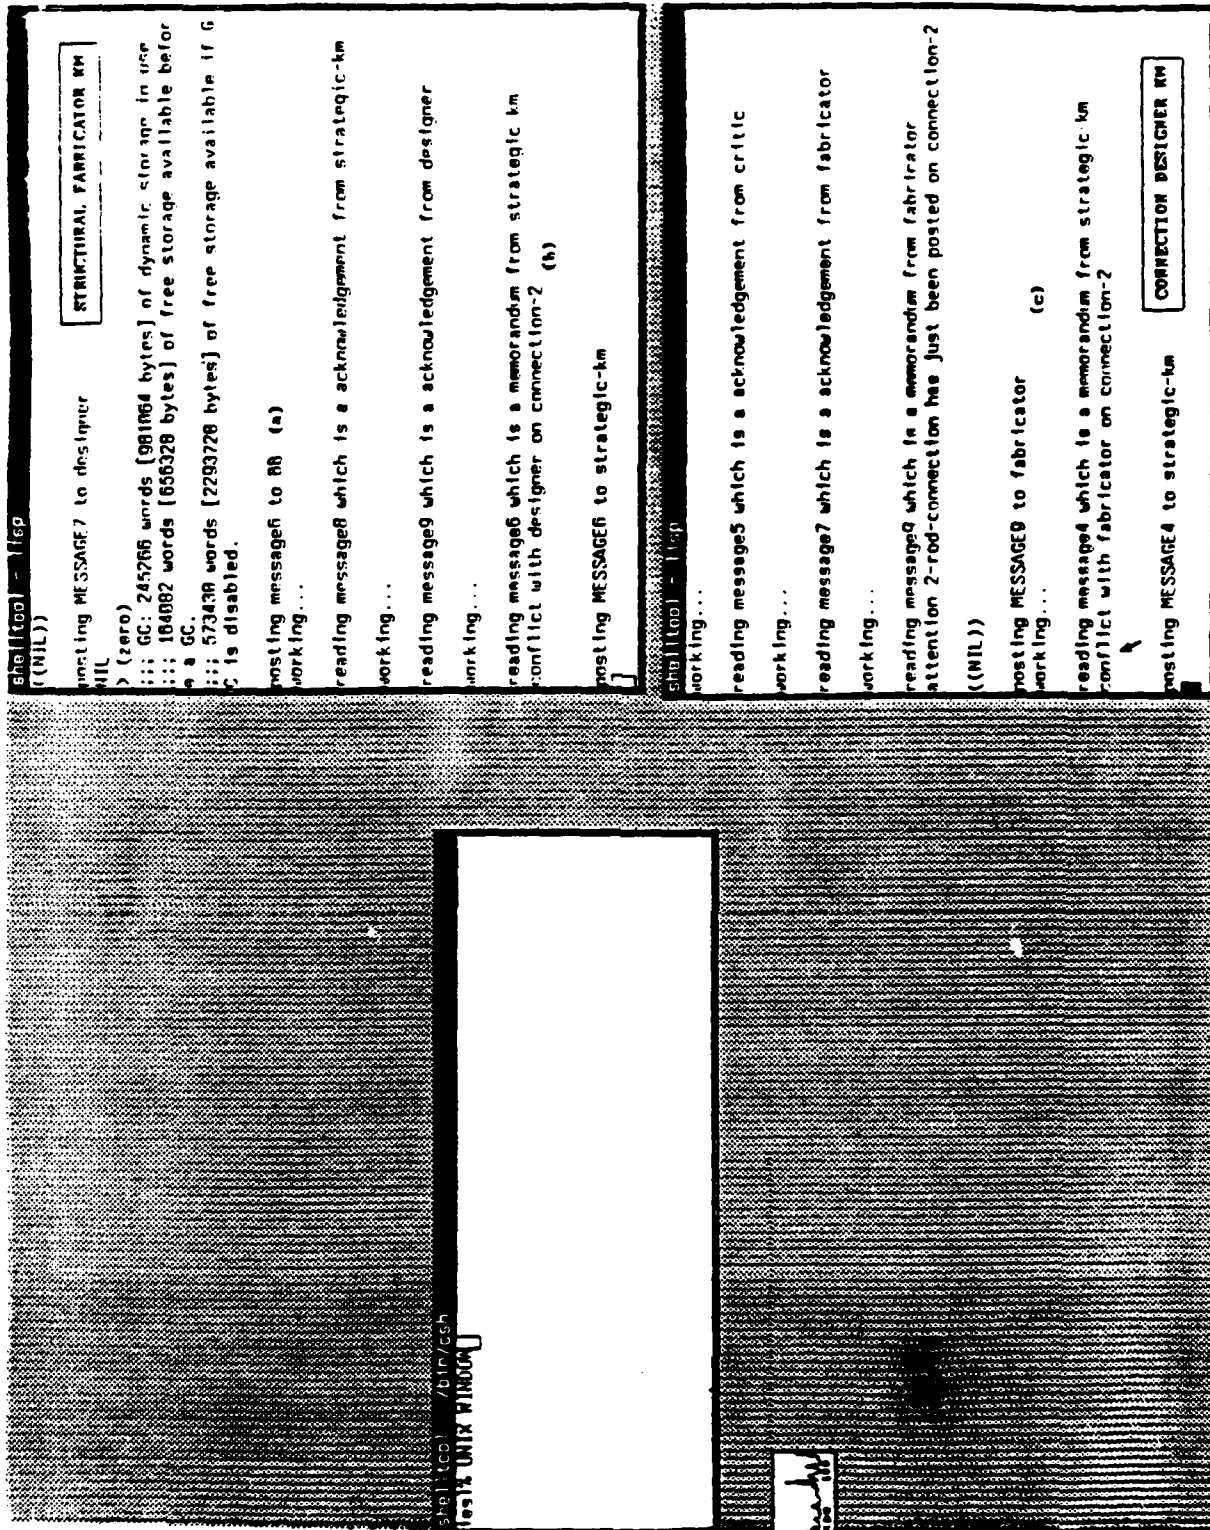 shelltool - lisp
((NIL))
posting MESSAGE7 to designer
NIL
> (zero)
STRUCTURAL FABRICATOR KM
;;; GC: 245266 words [981064 bytes] of dynamic storage in use
;;; 164082 words [656328 bytes] of free storage available befor
e a GC.
;;; 573430 words [2293720 bytes] of free storage available if G
C is disabled.
posting message6 to BB (a)
working...
reading message8 which is a acknowledgement from strategic-km
working...
reading message9 which is a acknowledgement from designer
working...
reading message6 which is a memorandum from strategic km
conflict with designer on connection-2 (b)
posting MESSAGE6 to strategic-km
shelltool - lisp
working...
reading message5 which is a acknowledgement from critic
working...
reading message7 which is a acknowledgement from fabricator
working...
reading message9 which is a memorandum from fabricator
attention 2-rod-connection has just been posted on connection-2
((NIL))
posting MESSAGE9 to fabricator
working... (c)
reading message4 which is a memorandum from strategic-km
conflict with fabricator on connection-2
posting MESSAGE4 to strategic-km
CONNECTION DESIGNER KM
shelltool - /bin/csh
les1% UNIX WINDOW